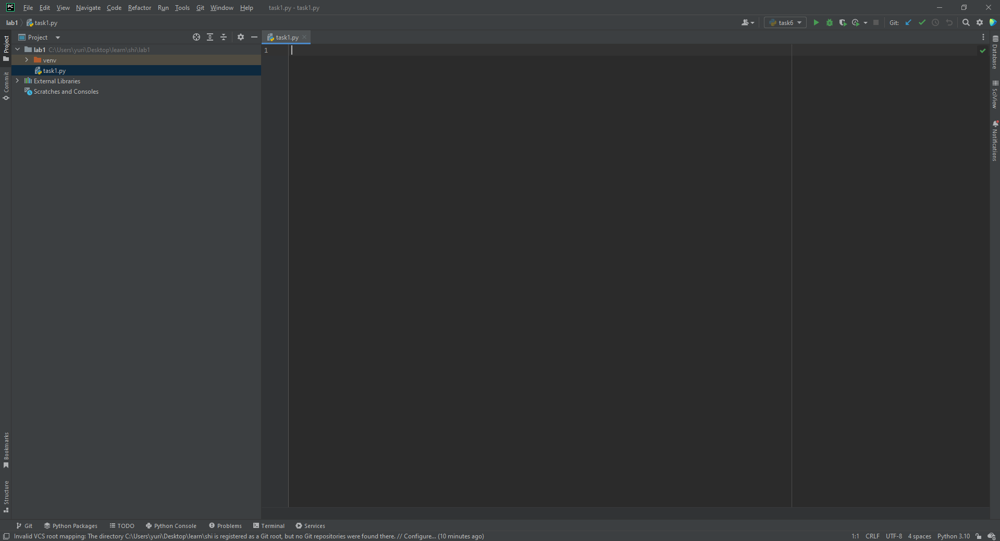 PC File Edit View Navigate Code Refactor Run Tools Git Window Help task1.py - task1.py
lab1 task1.py task6 Git:
Project task1.py
lab1 C:\Users\yuri\Desktop\learn\shi\lab1
venv
task1.py
External Libraries
Scratches and Consoles
1
Project
Commit
Bookmarks
Structure
Database
SciView
Notifications
Git Python Packages TODO Python Console Problems Terminal Services
Invalid VCS root mapping: The directory C:\Users\yuri\Desktop\learn\shi is registered as a Git root, but no Git repositories were found there. // Configure... (10 minutes ago) 1:1 CRLF UTF-8 4 spaces Python 3.10